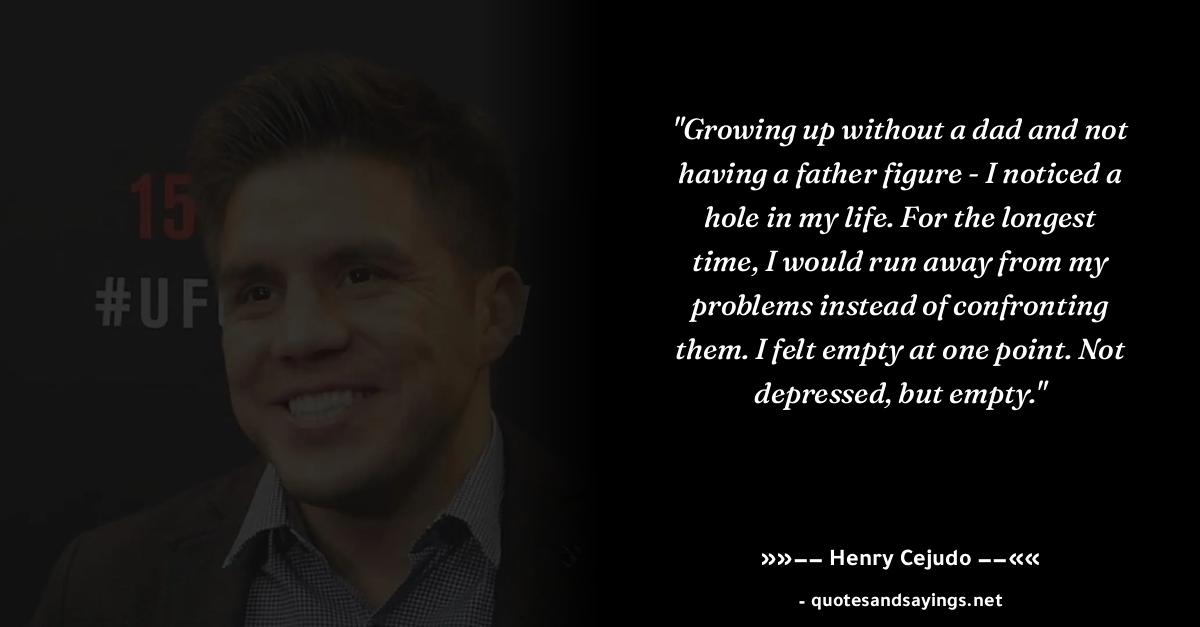 15
#UF
"Growing up without a dad and not
having a father figure - I noticed a
hole in my life. For the longest
time, I would run away from my
problems instead of confronting
them. I felt empty at one point. Not
depressed, but empty."
»»–– Henry Cejudo ––««
- quotesandsayings.net